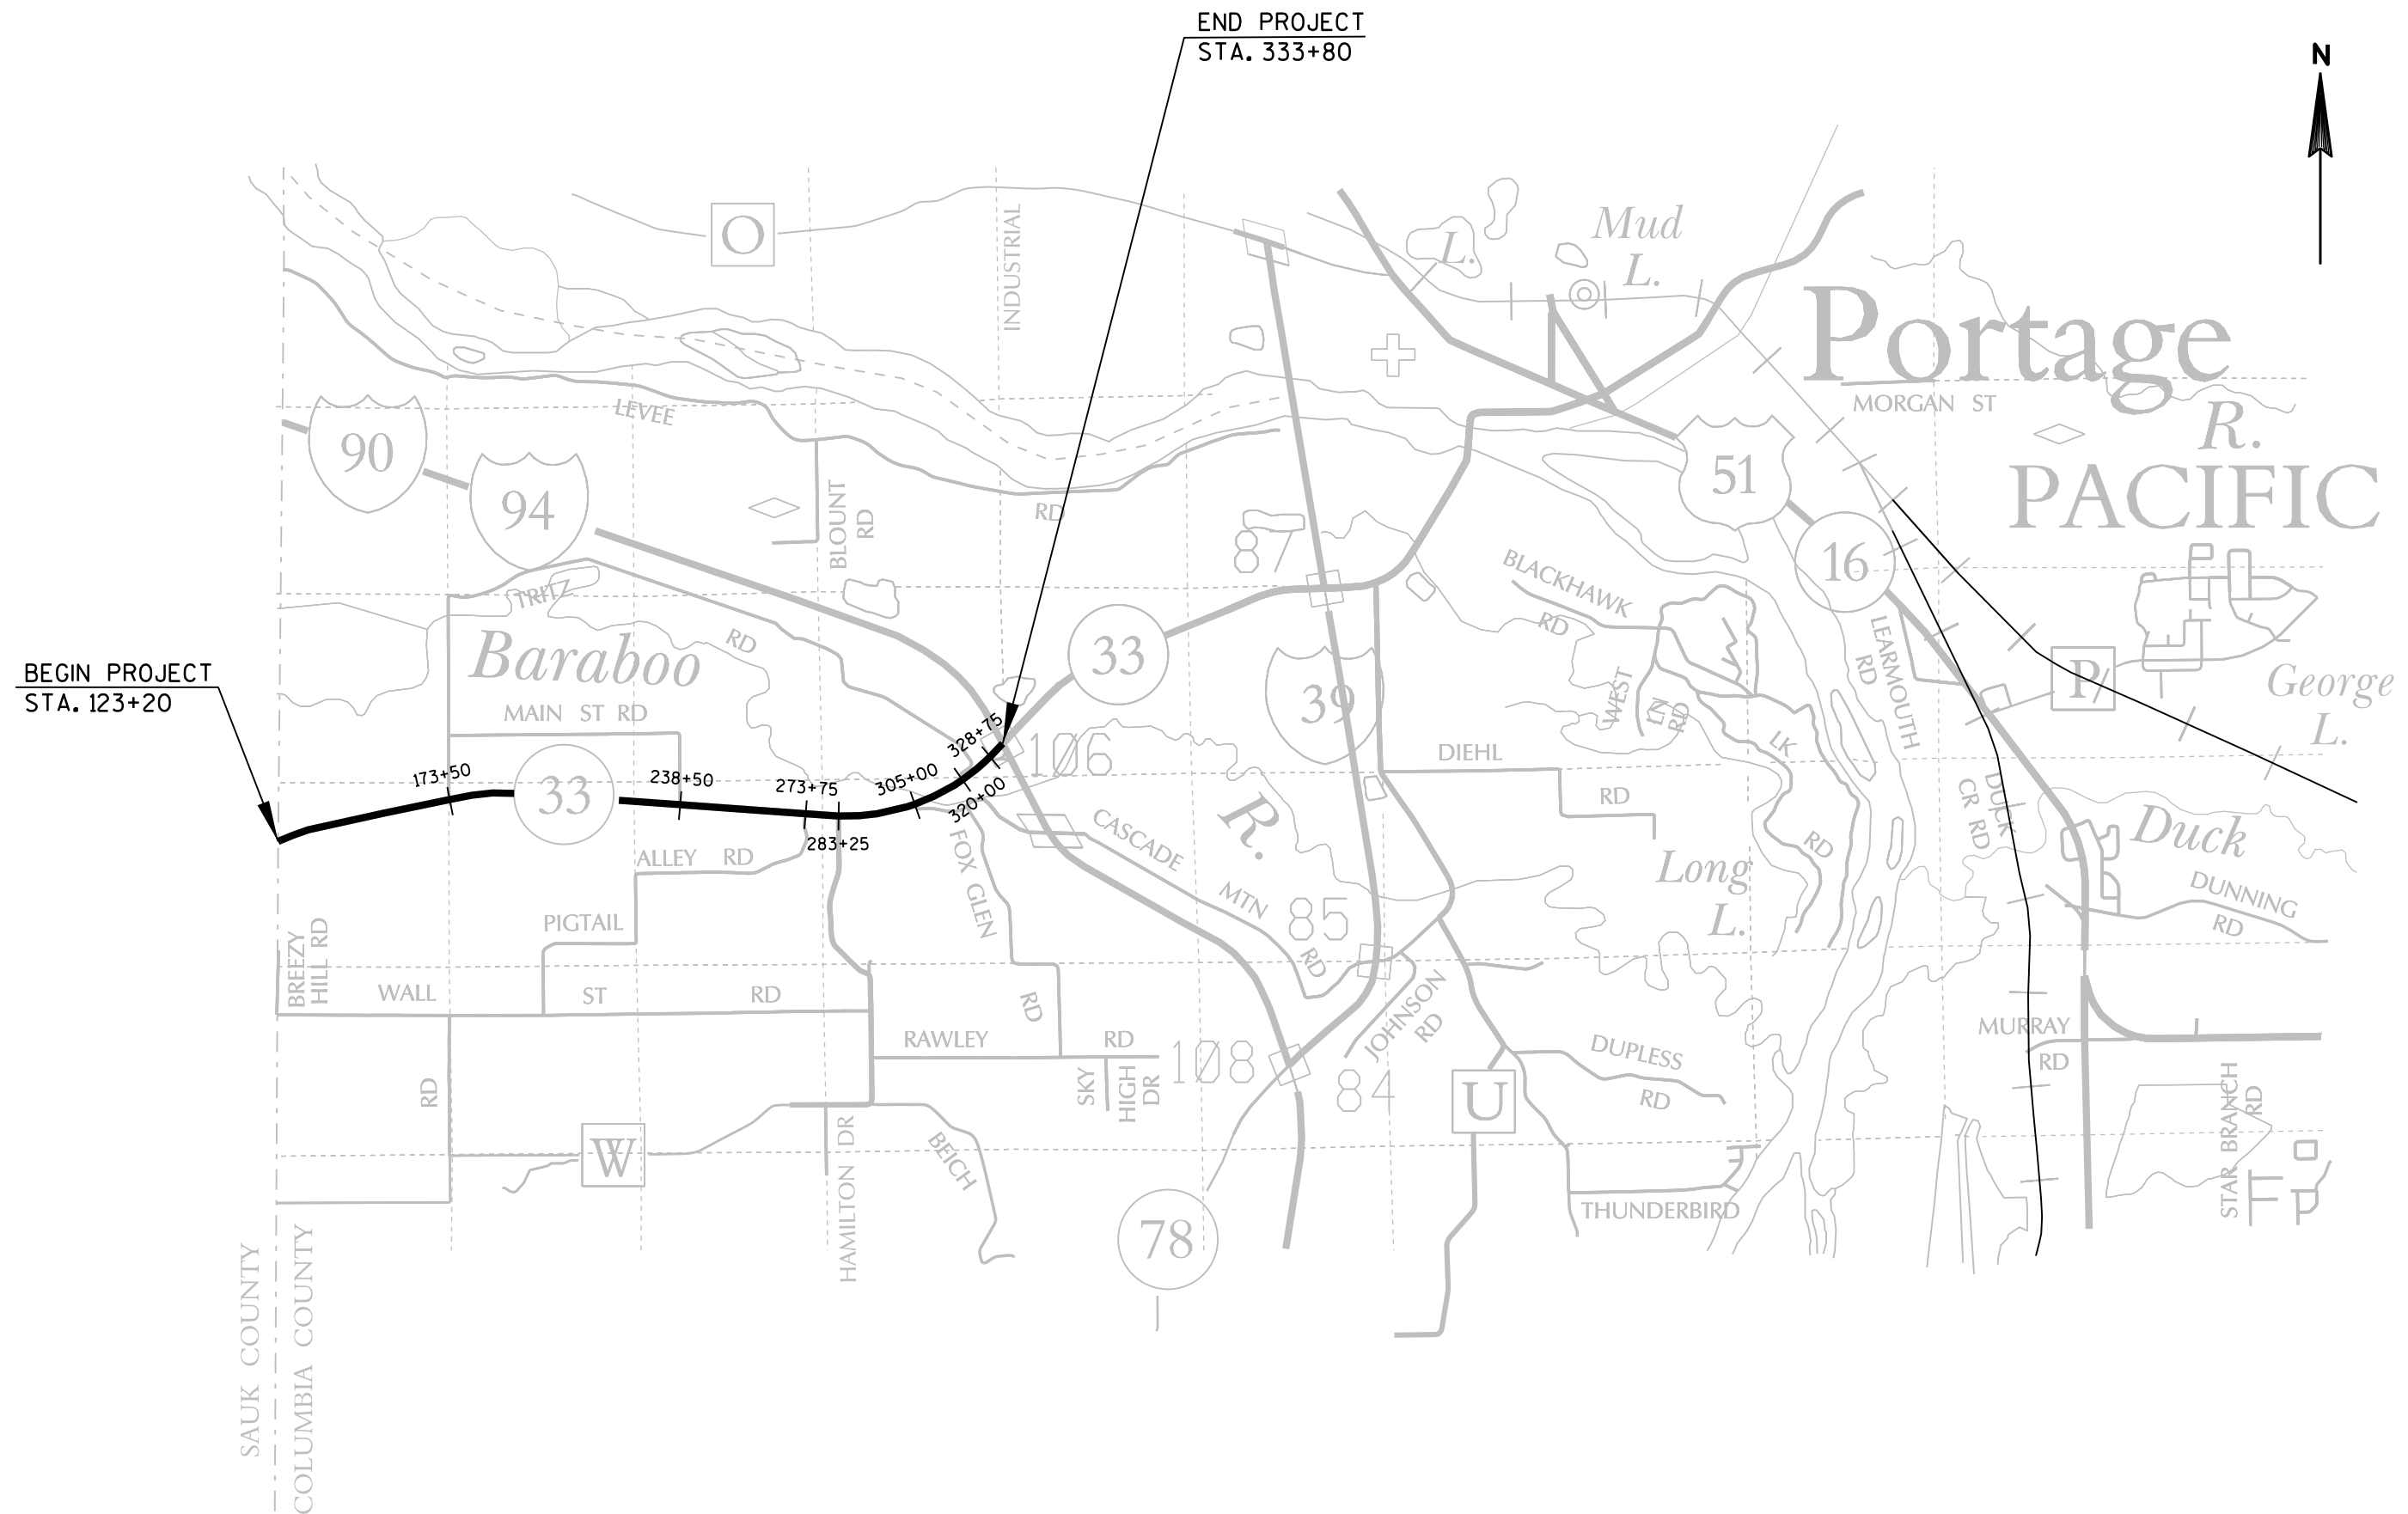 END PROJECT
STA. 333+80
N
O
INDUSTRIAL
Mud
L.
L.
Portage
MORGAN ST
R.
PACIFIC
90
94
LEVEE
RD
BLOUNT
RD
51
16
87
BLACKHAWK
RD
TRITZ
RD
33
39
LEARMOUTH
RD
P
George
L.
BEGIN PROJECT
STA. 123+20
Baraboo
MAIN ST RD
WEST
LN
RD
LK
RD
328+75
106
DIEHL
RD
173+50
33
238+50
273+75
305+00
320+00
283+25
DUCK
CR RD
Duck
R.
CASCADE
MTN
RD
ALLEY RD
FOX GLEN
RD
Long
L.
DUNNING
RD
85
PIGTAIL
BREEZY
HILL RD
WALL ST RD
RAWLEY RD
JOHNSON
RD
MURRAY
RD
RD
SKY
HIGH
DR
108
84
U
DUPLESS
RD
STAR BRANCH
RD
W
HAMILTON DR
BEICH
78
THUNDERBIRD
SAUK COUNTY
COLUMBIA COUNTY